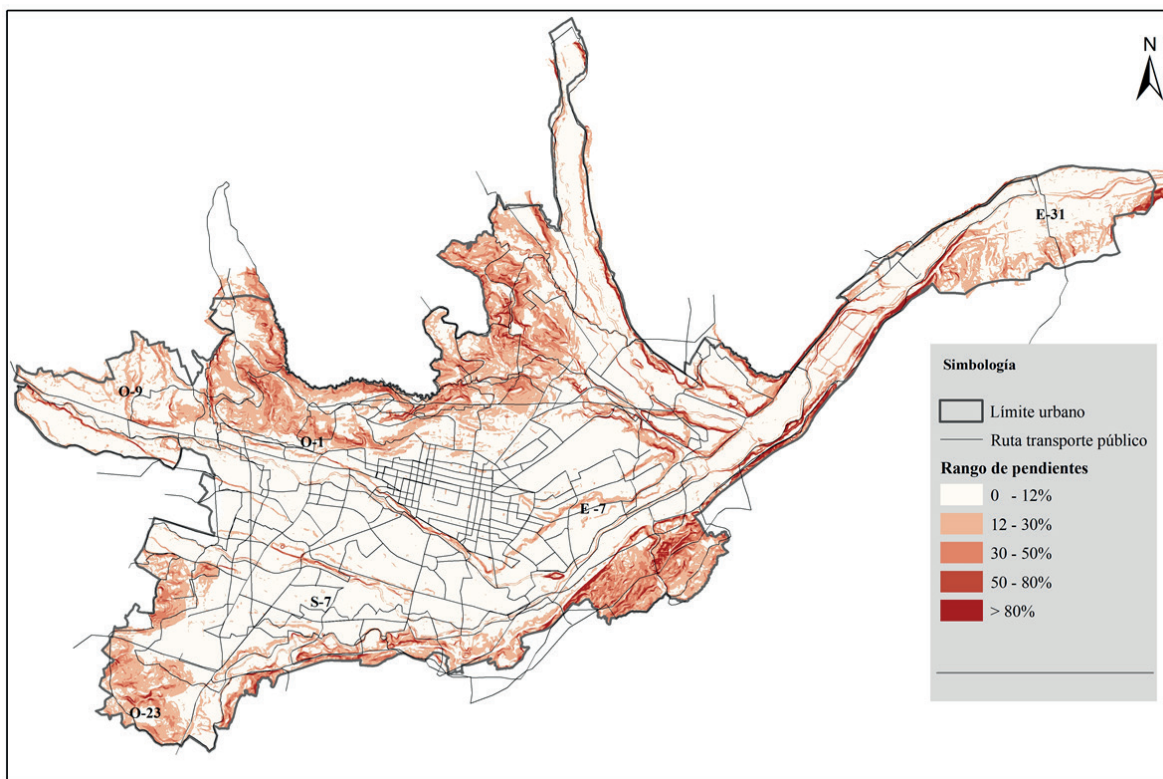 N
E-31
O-9
O-1
E -7
S-7
O-23
Simbología
Límite urbano
Ruta transporte público
Rango de pendientes
0 - 12%
12 - 30%
30 - 50%
50 - 80%
> 80%